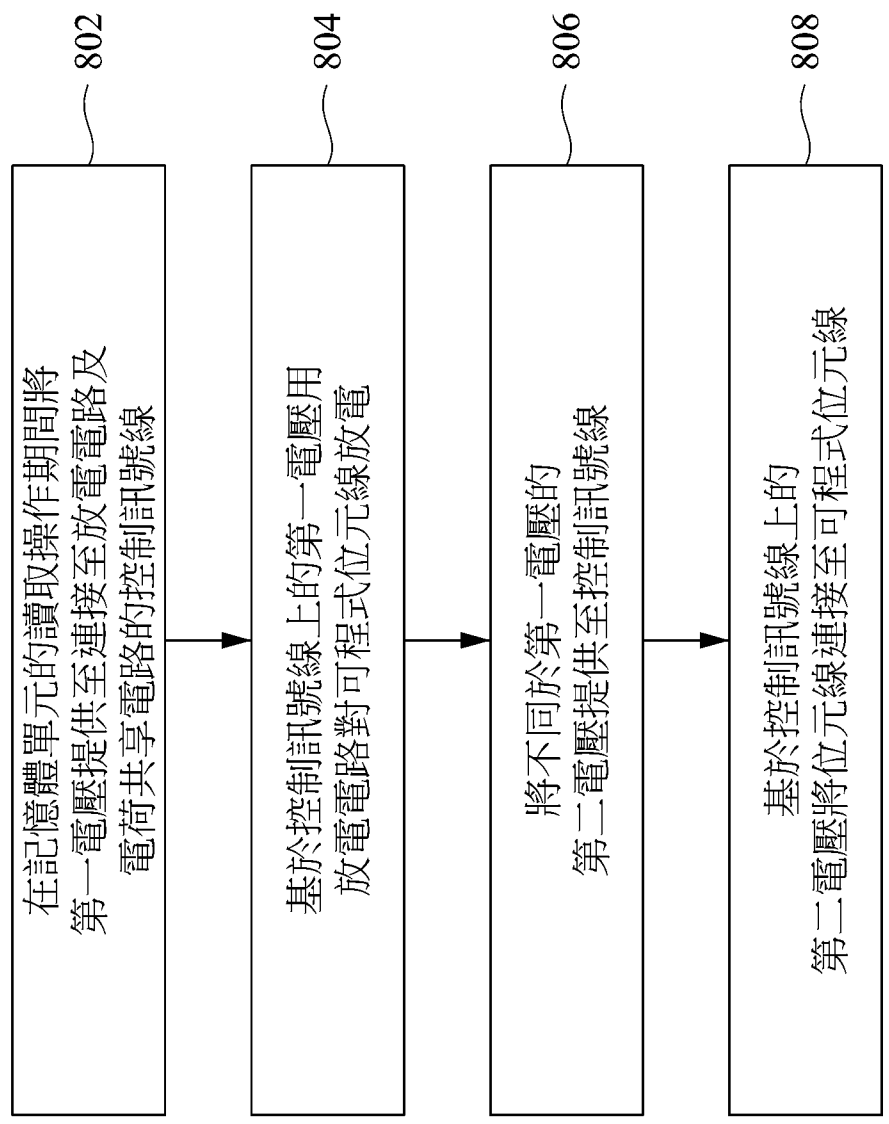 802
在記憶體單元的讀取操作期間將
第一電壓提供至連接至放電電路及
電荷共享電路的控制訊號線
804
基於控制訊號線上的第一電壓用
放電電路對可程式位元線放電
806
將不同於第一電壓的
第二電壓提供至控制訊號線
808
基於控制訊號線上的
第二電壓將位元線連接至可程式位元線